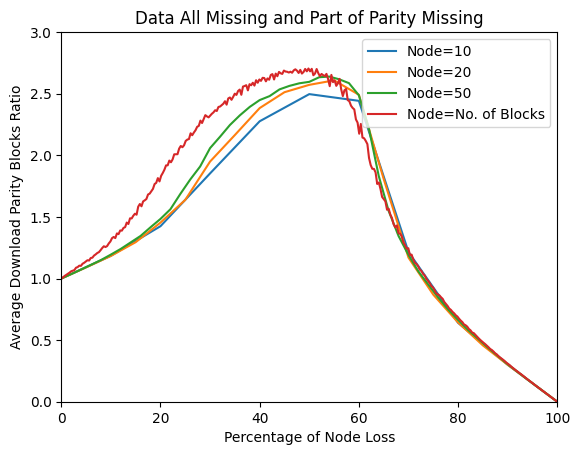 Data All Missing and Part of Parity Missing
Average Download Parity Blocks Ratio
3.0
2.5
2.0
1.5
1.0
0.5
0.0
Node=10
Node=20
Node=50
Node=No. of Blocks
0 20 40 60 80 100
Percentage of Node Loss